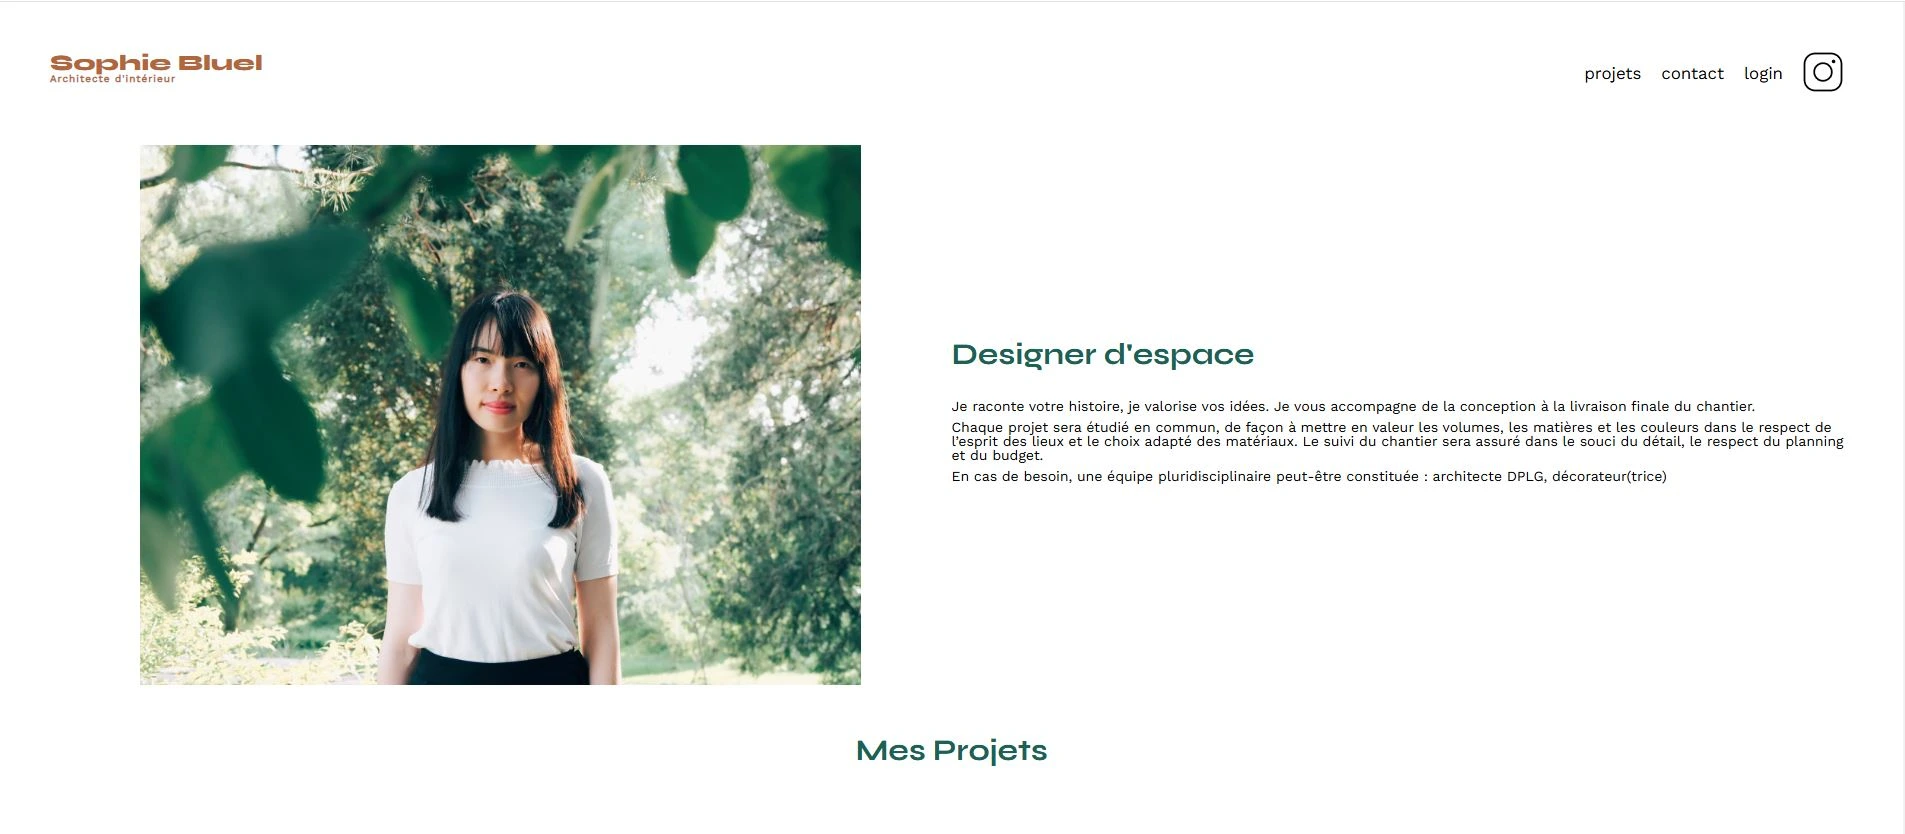 Sophie Bluel
Architecte d'intérieur
projets contact login
Designer d'espace
Je raconte votre histoire, je valorise vos idées. Je vous accompagne de la conception à la livraison finale du chantier.
Chaque projet sera étudié en commun, de façon à mettre en valeur les volumes, les matières et les couleurs dans le respect de
l'esprit des lieux et le choix adapté des matériaux. Le suivi du chantier sera assuré dans le souci du détail, le respect du planning
et du budget.
En cas de besoin, une équipe pluridisciplinaire peut-être constituée : architecte DPLG, décorateur(trice)
Mes Projets